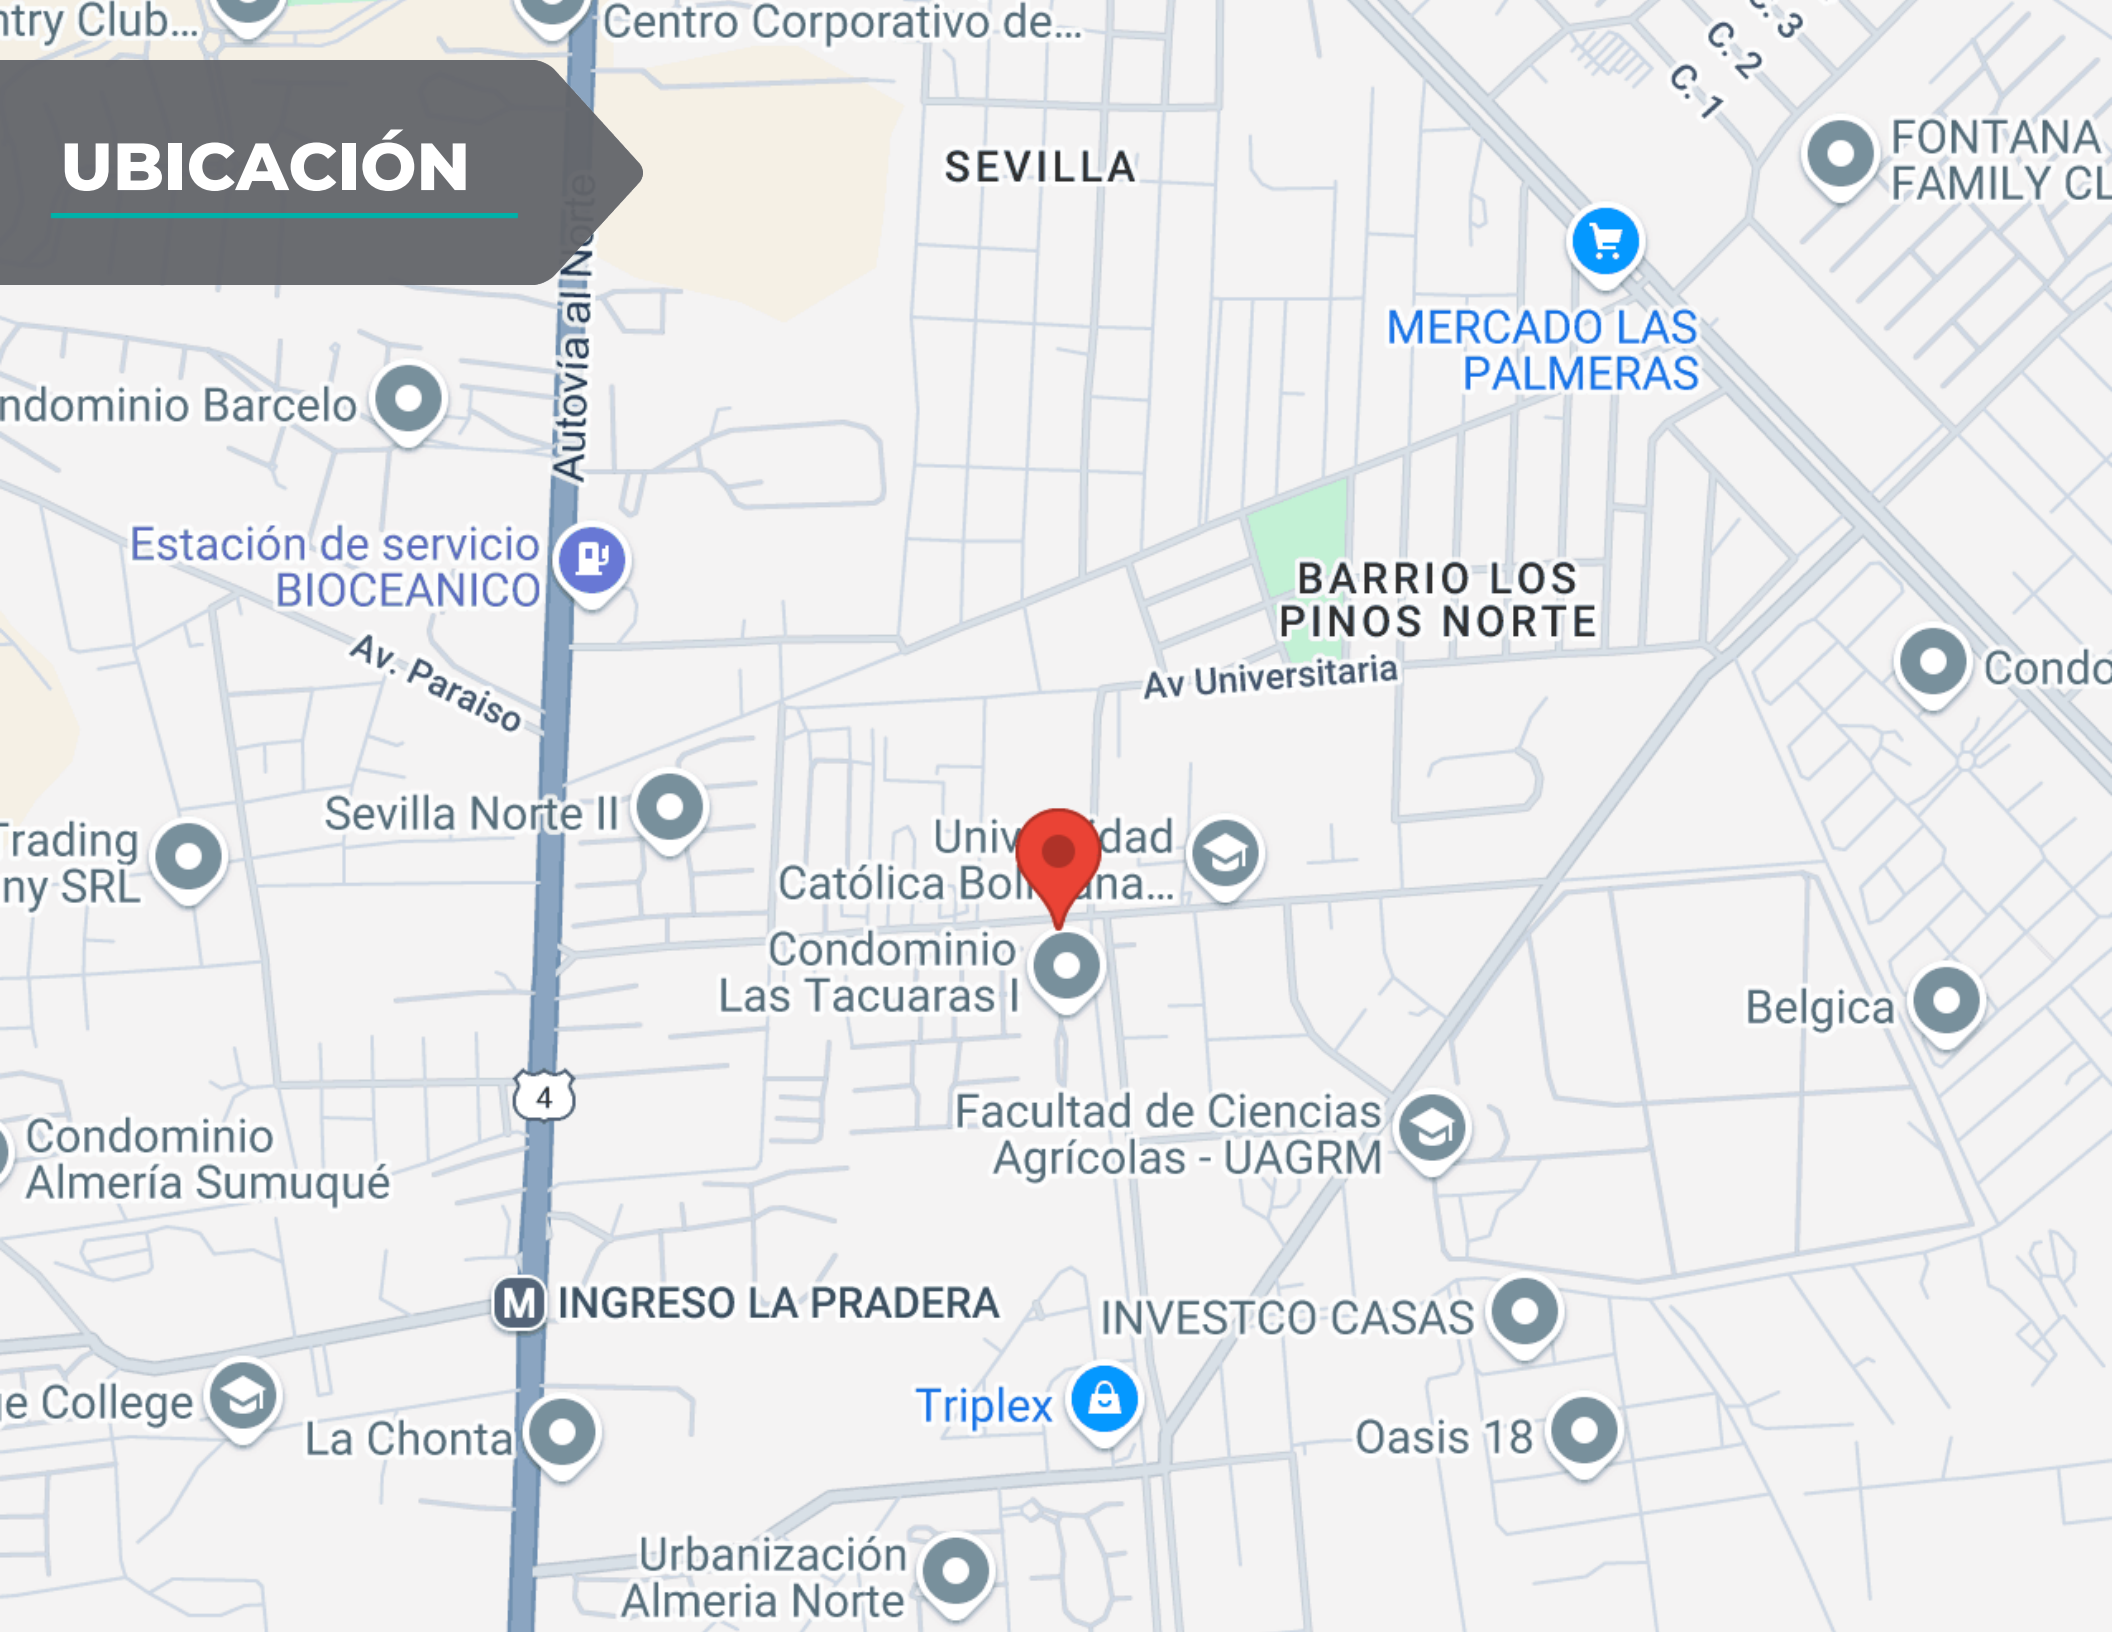 ntry Club...
Centro Corporativo de...
C. 3
C. 2
C. 1
UBICACIÓN
SEVILLA
FONTANA
FAMILY CL
Autovía al Norte
MERCADO LAS
PALMERAS
ndominio Barcelo
Estación de servicio
BIOCEANICO
BARRIO LOS
PINOS NORTE
Av. Paraiso
Av Universitaria
Condo
Sevilla Norte II
Trading
ny SRL
Católica
Condominio
Las Tacuaras I
Belgica
4
Facultad de Ciencias
Agrícolas - UAGRM
Condominio
Almería Sumuqué
M INGRESO LA PRADERA
INVESTCO CASAS
ge College
La Chonta
Triplex
Oasis 18
Urbanización
Almeria Norte